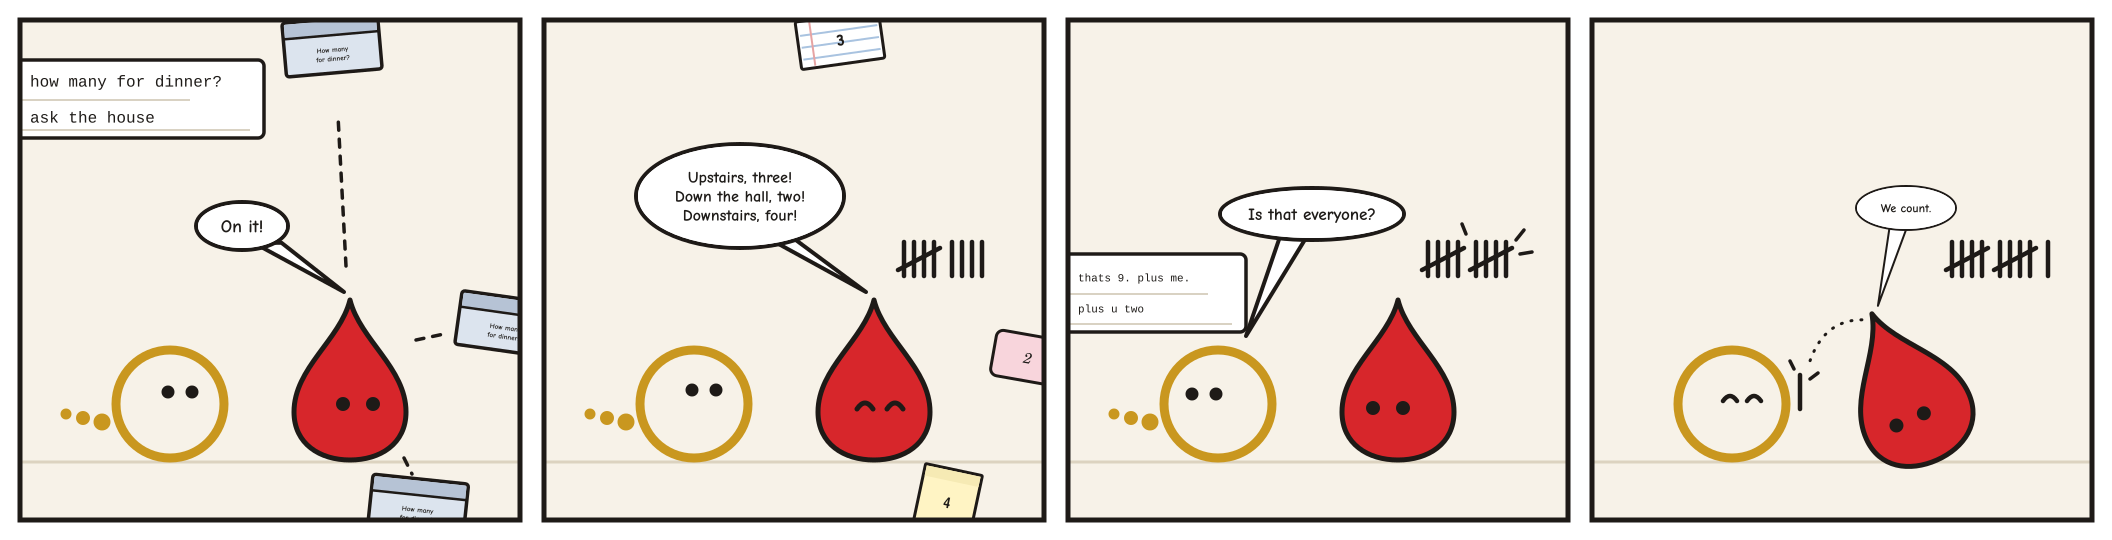 how many for dinner?
ask the house
How many
for dinner?
On it!
How many
for dinner?
How many
for dinner?
3
Upstairs, three!
Down the hall, two!
Downstairs, four!
2
4
Is that everyone?
thats 9. plus me.
plus u two
We count.